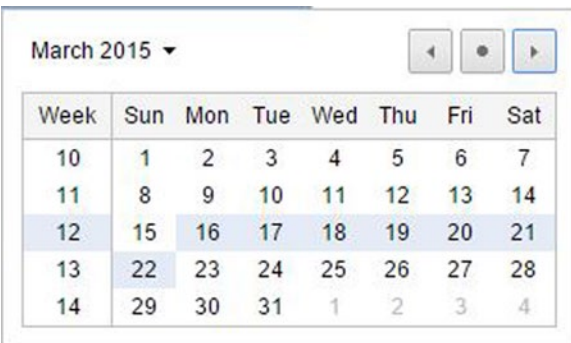 March 2015
Week Sun Mon Tue Wed Thu Fri Sat
10 1 2 3 4 5 6 7
11 8 9 10 11 12 13 14
12 15 16 17 18 19 20 21
13 22 23 24 25 26 27 28
14 29 30 31 1 2 3 4